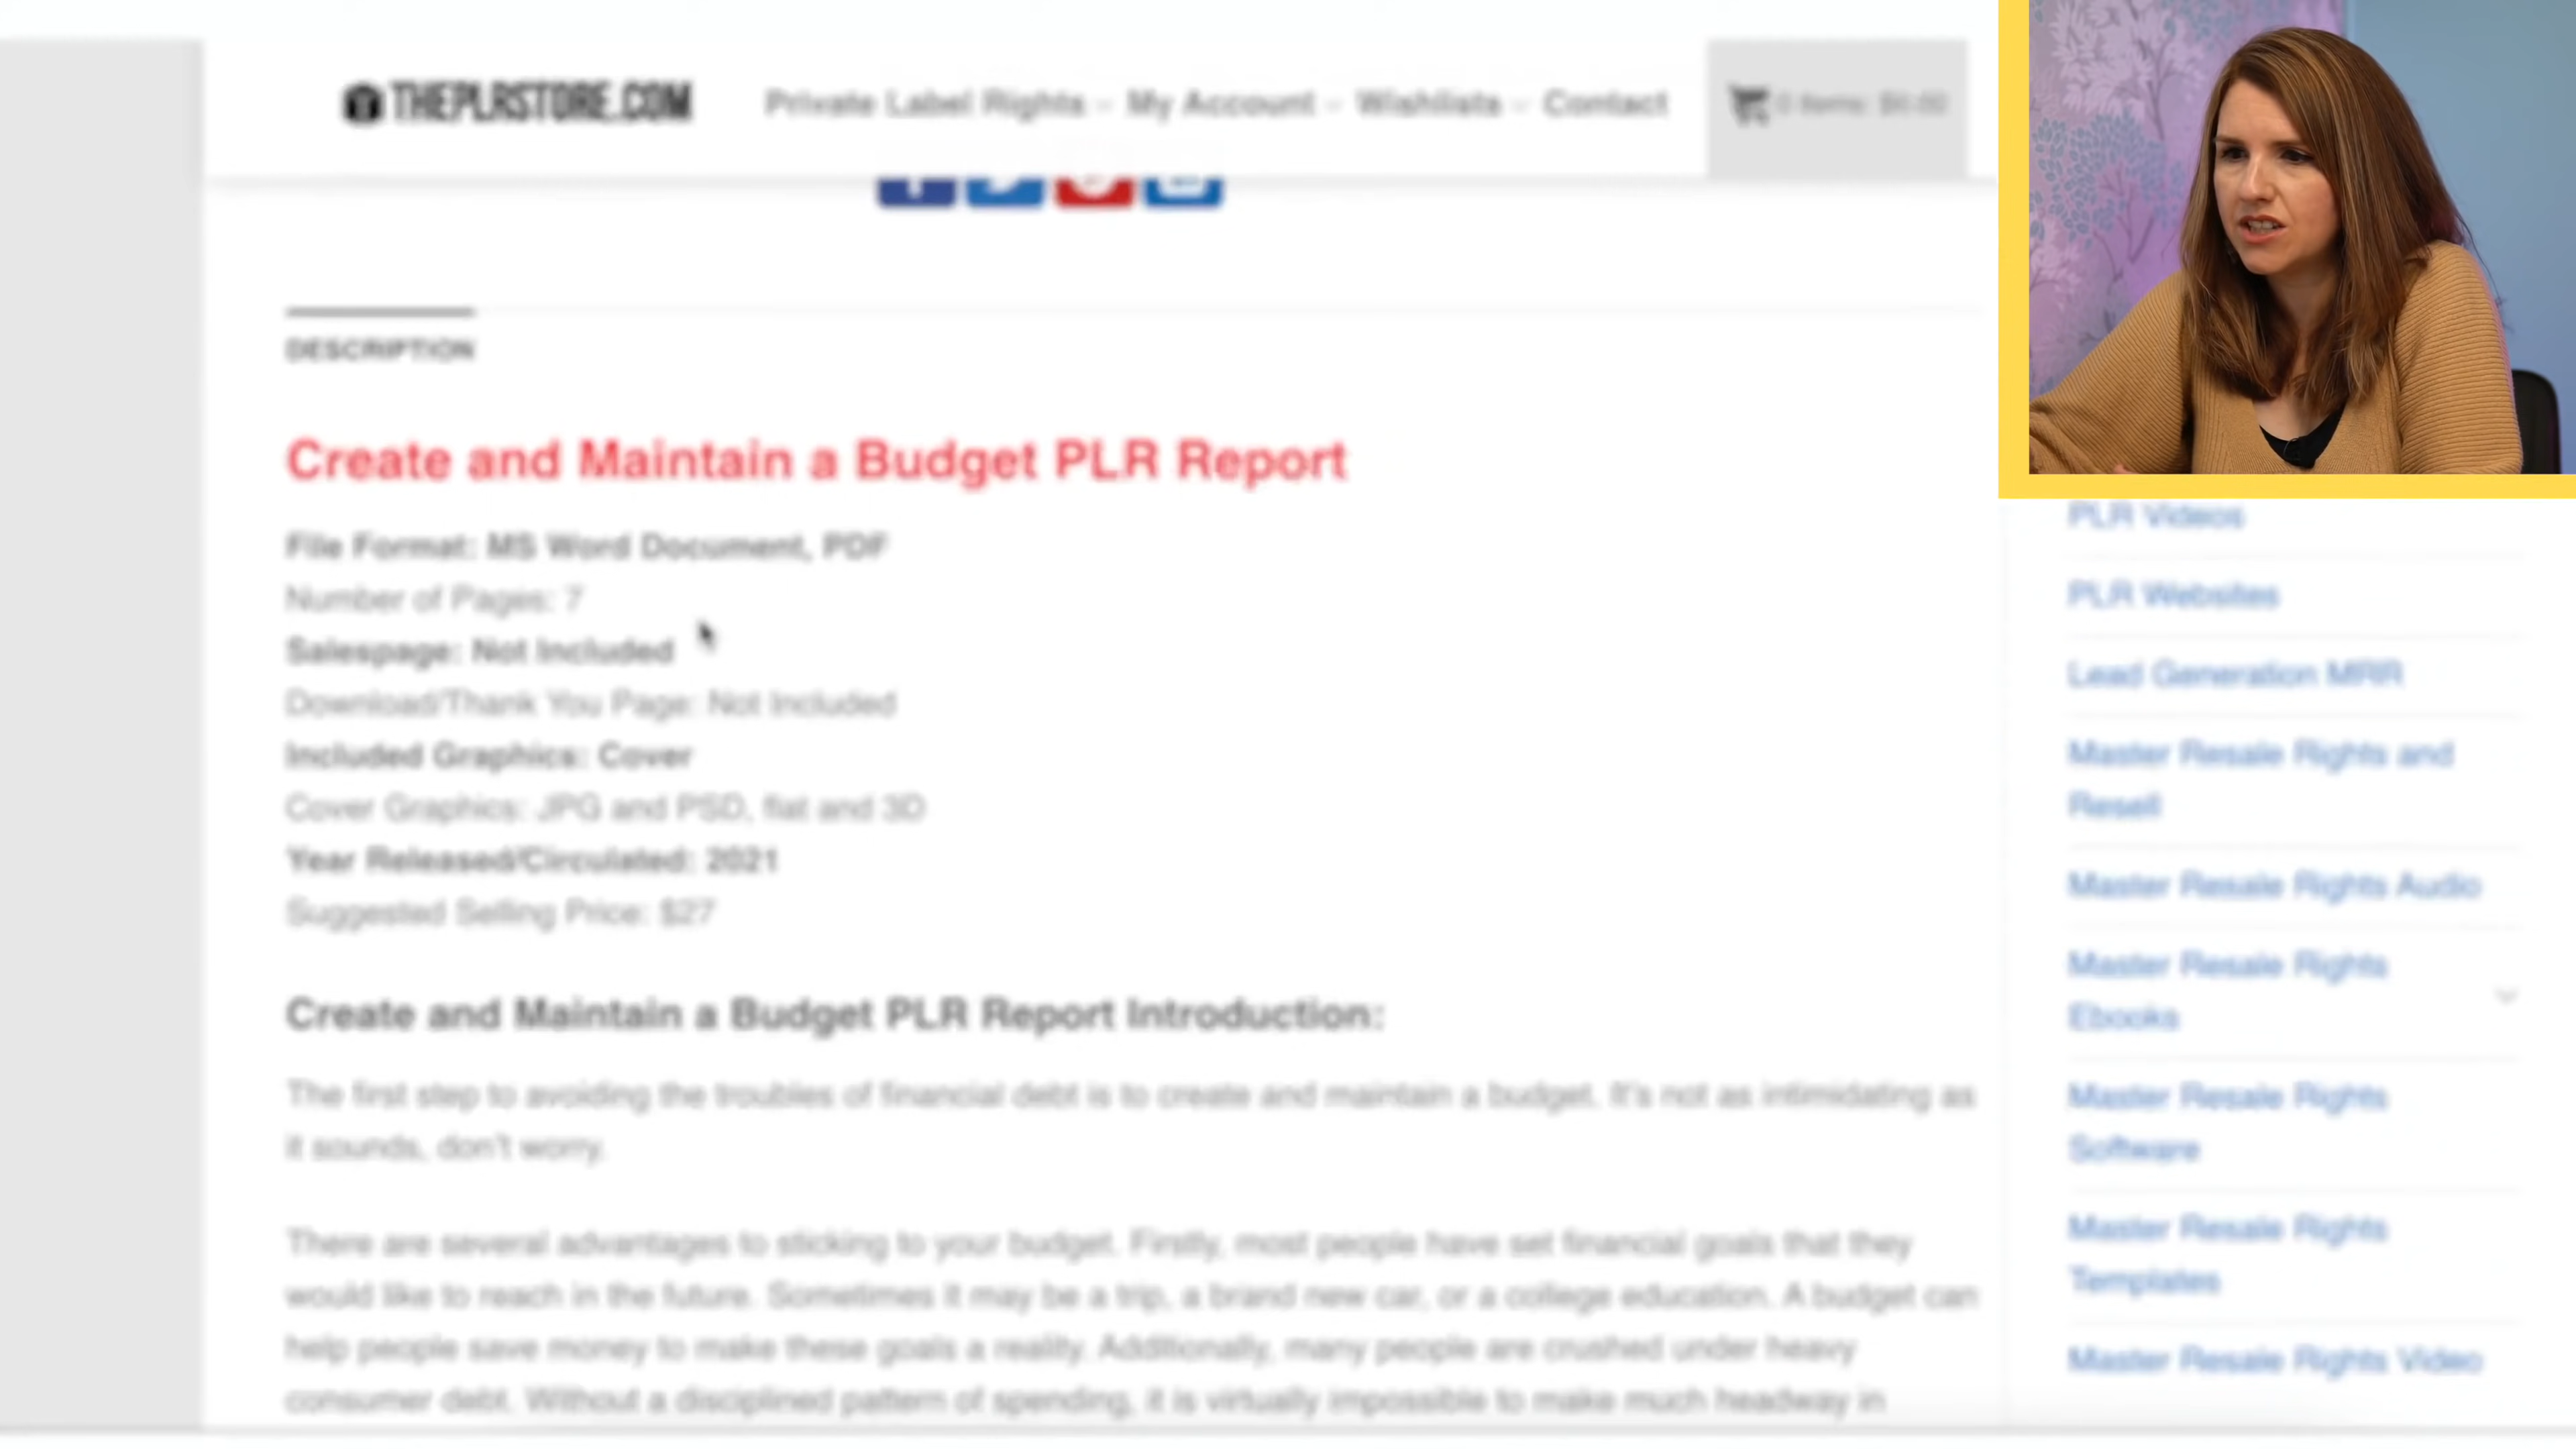 THEPLRSTORE.COM
Private Label Rights My Account Wishlists Contact
0 items: $0.00
DESCRIPTION
Create and Maintain a Budget PLR Report
File Format: MS Word Document, PDF
Number of Pages: 7
Salespage: Not Included
Download/Thank You Page: Not Included
Included Graphics: Cover
Cover Graphics: JPG and PSD, flat and 3D
Year Released/Circulated: 2021
Suggested Selling Price: $27
Create and Maintain a Budget PLR Report Introduction:
The first step to avoiding the troubles of financial debt is to create and maintain a budget. It's not as intimidating as
it sounds, don't worry.
There are several advantages to sticking to your budget. Firstly, most people have set financial goals that they
would like to reach in the future. Sometimes it may be a trip, a brand new car, or a college education. A budget can
help people save money to make these goals a reality. Additionally, many people are crushed under heavy
consumer debt. Without a disciplined pattern of spending, it is virtually impossible to make much headway in
PLR Videos
PLR Websites
Lead Generation MRR
Master Resale Rights and
Resell
Master Resale Rights Audio
Master Resale Rights
Ebooks
Master Resale Rights
Software
Master Resale Rights
Templates
Master Resale Rights Video